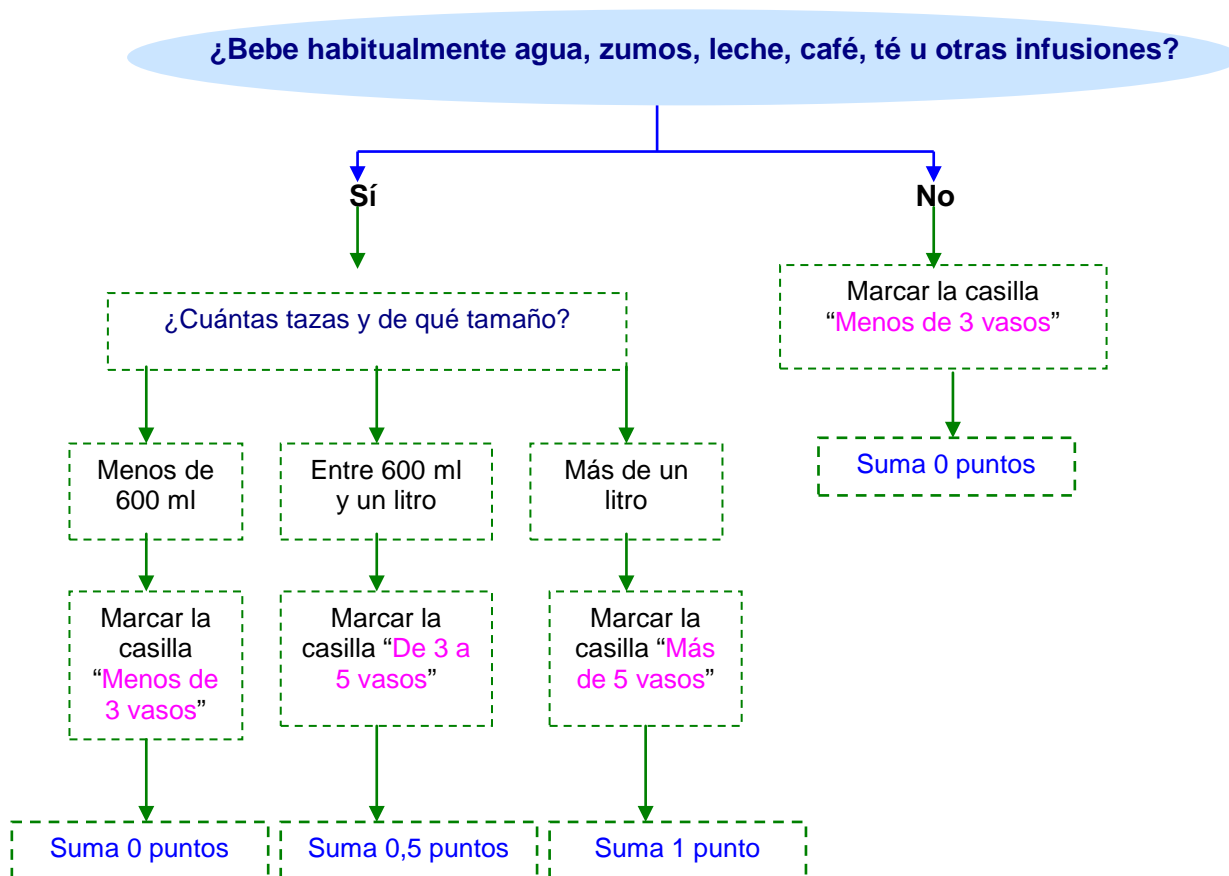 ¿Bebe habitualmente agua, zumos, leche, café, té u otras infusiones?
Sí
No
Marcar la casilla
“Menos de 3 vasos”
¿Cuántas tazas y de qué tamaño?
Suma 0 puntos
Menos de
600 ml
Entre 600 ml
y un litro
Más de un
litro
Marcar la
casilla
“Menos de
3 vasos”
Marcar la
casilla “De 3 a
5 vasos”
Marcar la
casilla “Más
de 5 vasos”
Suma 0 puntos
Suma 0,5 puntos
Suma 1 punto